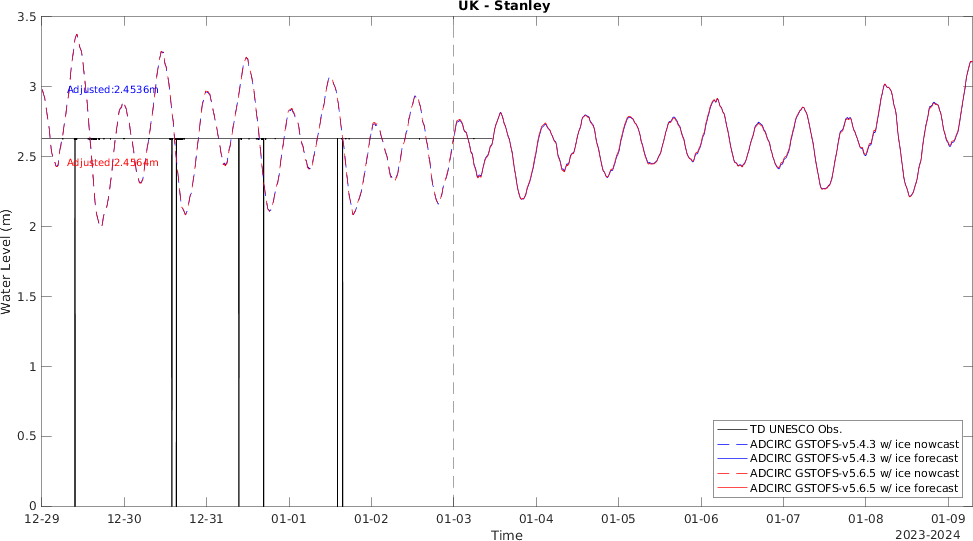 UK - Stanley
3.5
3
2.5
2
1.5
1
0.5
0
Water Level (m)
Adjusted:2.4536m
Adjusted:2.4564m
TD UNESCO Obs.
ADCIRC GSTOFS-v5.4.3 w/ ice nowcast
ADCIRC GSTOFS-v5.4.3 w/ ice forecast
ADCIRC GSTOFS-v5.6.5 w/ ice nowcast
ADCIRC GSTOFS-v5.6.5 w/ ice forecast
12-29 12-30 12-31 01-01 01-02 01-03 01-04 01-05 01-06 01-07 01-08 01-09
Time
2023-2024